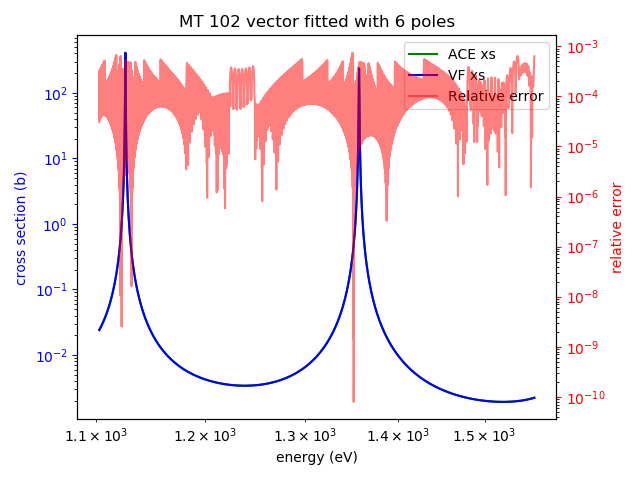 MT 102 vector fitted with 6 poles
ACE xs
VF xs
Relative error
10²
10¹
10⁰
10⁻¹
10⁻²
cross section (b)
10⁻³
10⁻⁴
10⁻⁵
10⁻⁶
10⁻⁷
10⁻⁸
10⁻⁹
10⁻¹⁰
relative error
1.1 × 10³ 1.2 × 10³ 1.3 × 10³ 1.4 × 10³ 1.5 × 10³
energy (eV)